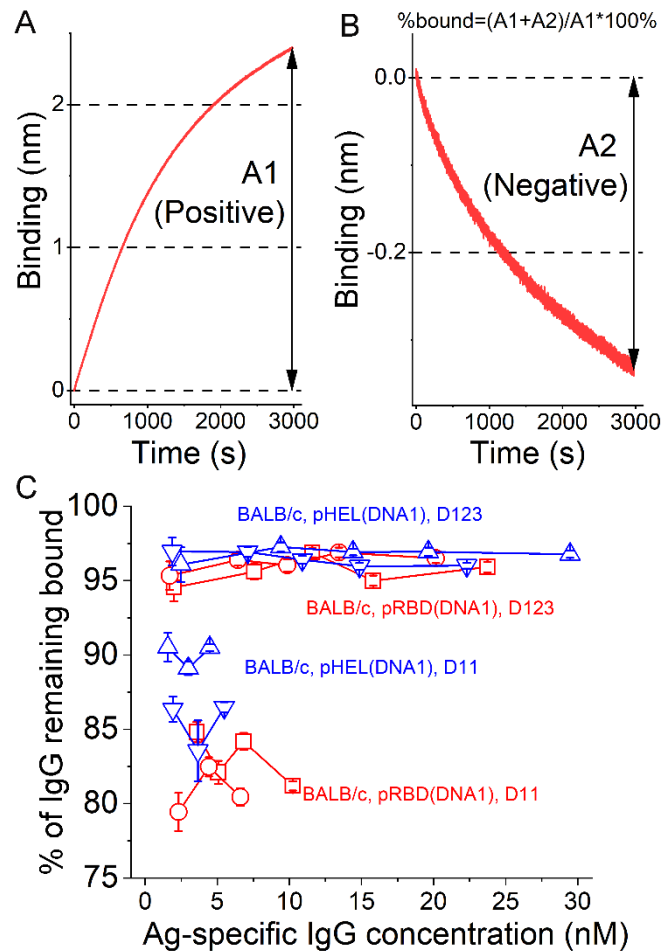 A
B
%bound=(A1+A2)/A1*100%
Binding (nm)
2
1
0
A1
(Positive)
0 1000 2000 3000
Time (s)
Binding (nm)
0.0
-0.2
A2
(Negative)
0 1000 2000 3000
Time (s)
C
% of IgG remaining bound
100
95
90
85
80
75
BALB/c, pHEL(DNA1), D123
BALB/c, pRBD(DNA1), D123
BALB/c, pHEL(DNA1), D11
BALB/c, pRBD(DNA1), D11
0 5 10 15 20 25 30
Ag-specific IgG concentration (nM)